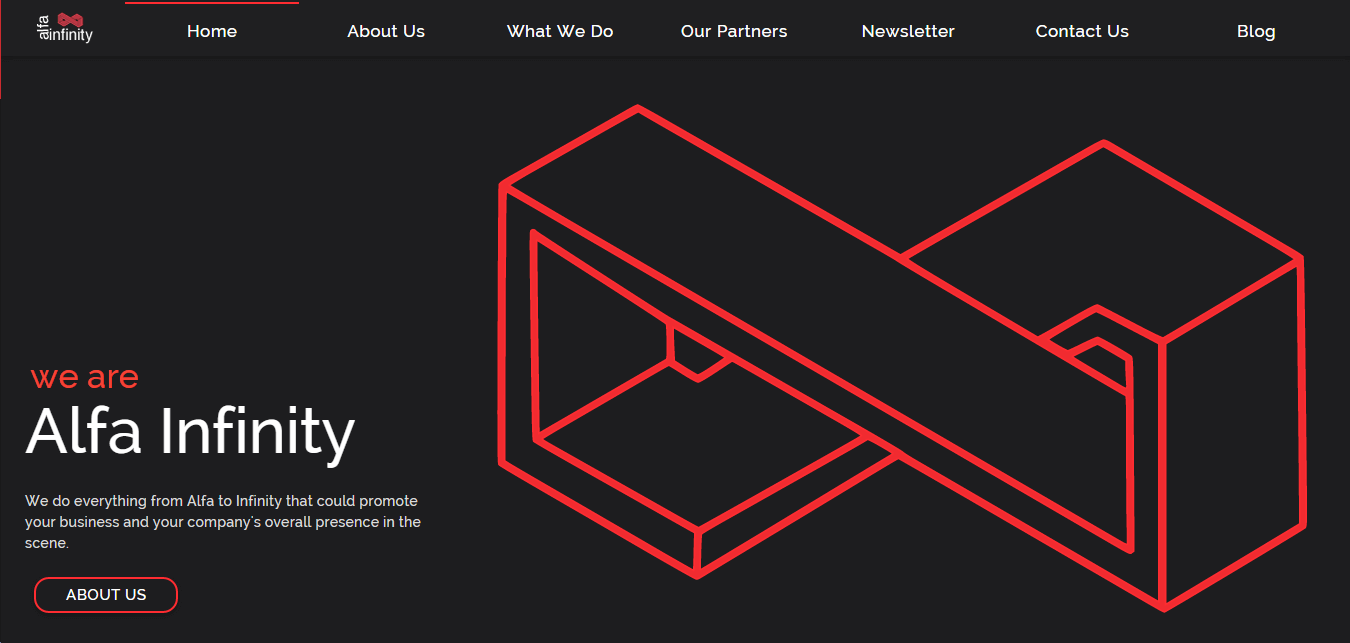 alfa
infinity
Home
About Us
What We Do
Our Partners
Newsletter
Contact Us
Blog
we are
Alfa Infinity
We do everything from Alfa to Infinity that could promote
your business and your company's overall presence in the
scene.
ABOUT US